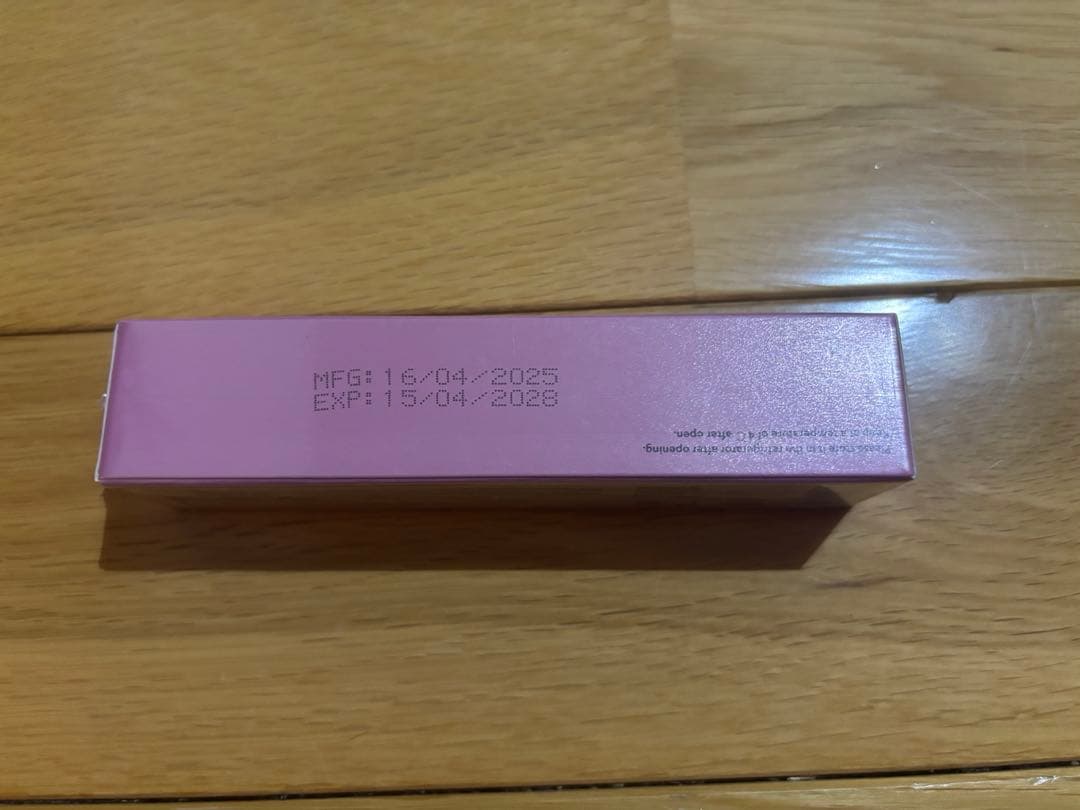 MFG:16/04/2025
EXP:15/04/2028
Please store it in the refrigurator after opening.
Keep at a temperature of 4℃ after open.